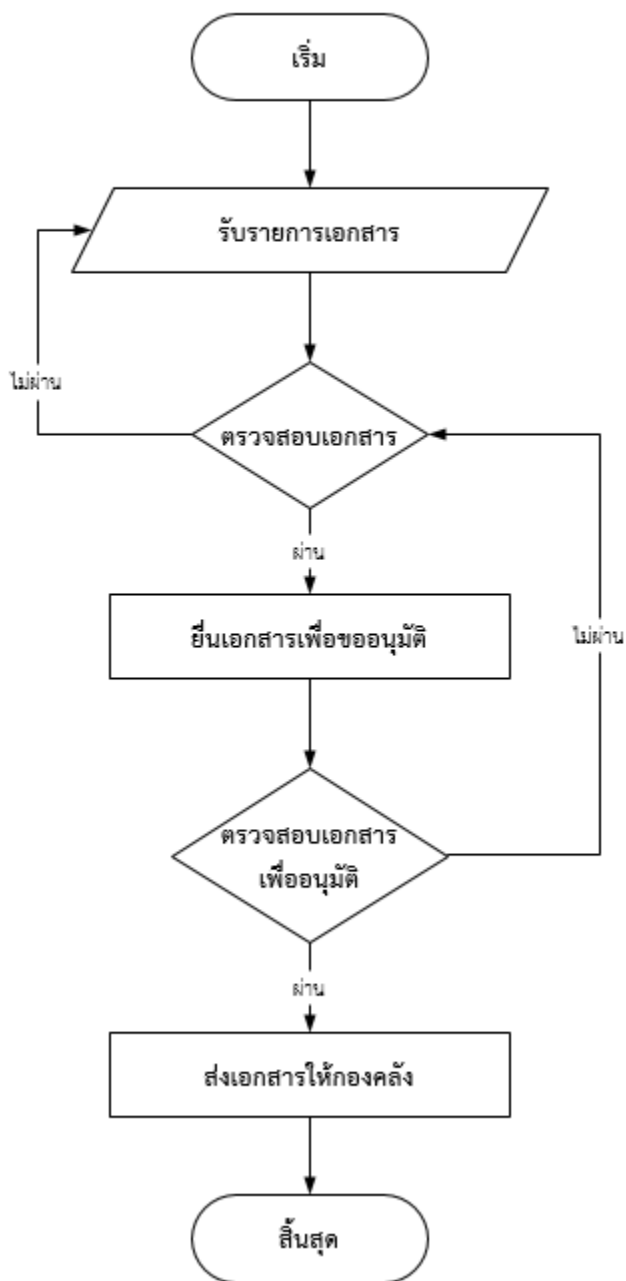 เริ่ม
รับรายการเอกสาร
ไม่ผ่าน
ตรวจสอบเอกสาร
ผ่าน
ยื่นเอกสารเพื่อขออนุมัติ
ไม่ผ่าน
ตรวจสอบเอกสาร
เพื่ออนุมัติ
ผ่าน
ส่งเอกสารให้กองคลัง
สิ้นสุด